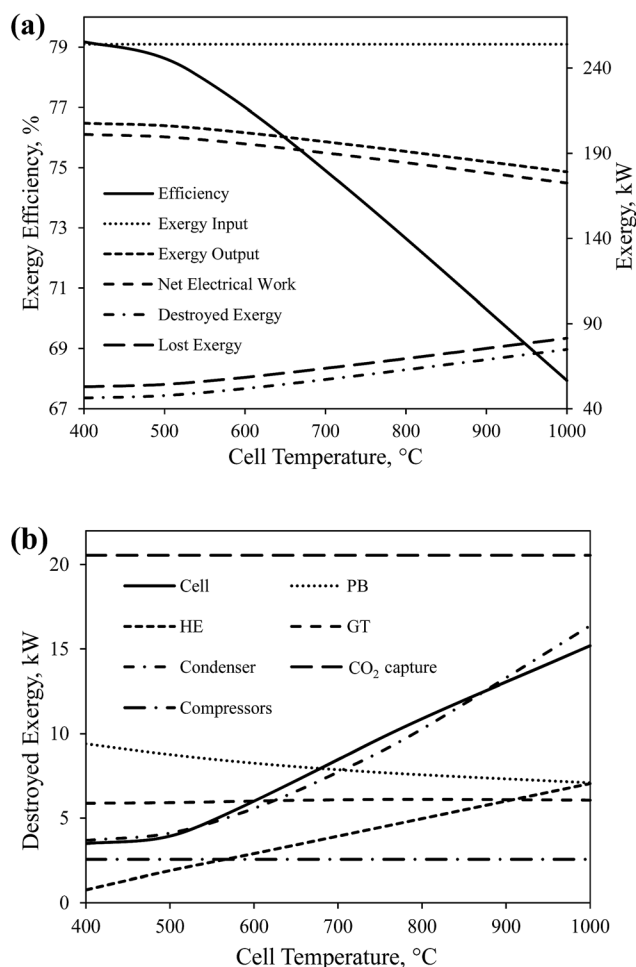 (a)
79
77
75
73
71
69
67
Exergy Efficiency, %
240
190
140
90
40
Exergy, kW
Efficiency
Exergy Input
Exergy Output
Net Electrical Work
Destroyed Exergy
Lost Exergy
400 500 600 700 800 900 1000
Cell Temperature, °C
(b)
20
15
10
5
0
Destroyed Exergy, kW
Cell PB
HE GT
Condenser CO₂ capture
Compressors
400 500 600 700 800 900 1000
Cell Temperature, °C